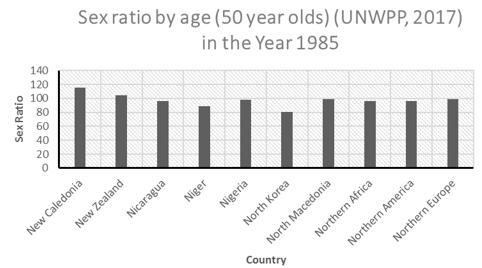 Sex ratio by age (50 year olds) (UNWPP, 2017)
in the Year 1985
Sex Ratio
140
120
100
80
60
40
20
0
New Caledonia
New Zealand
Nicaragua
Niger
Nigeria
North Korea
North Macedonia
Northern Africa
Northern America
Northern Europe
Country